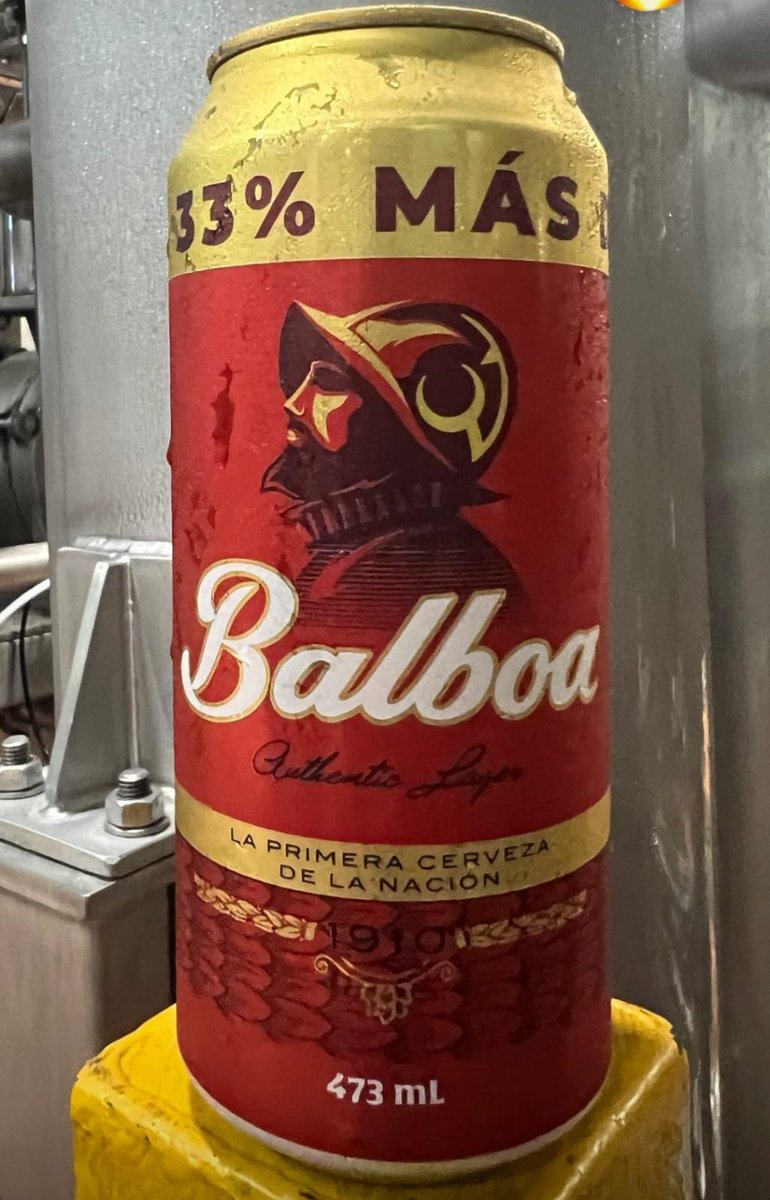 33% MÁS
Balboa
Authentic Lager
LA PRIMERA CERVEZA
DE LA NACIÓN
1910
473 mL